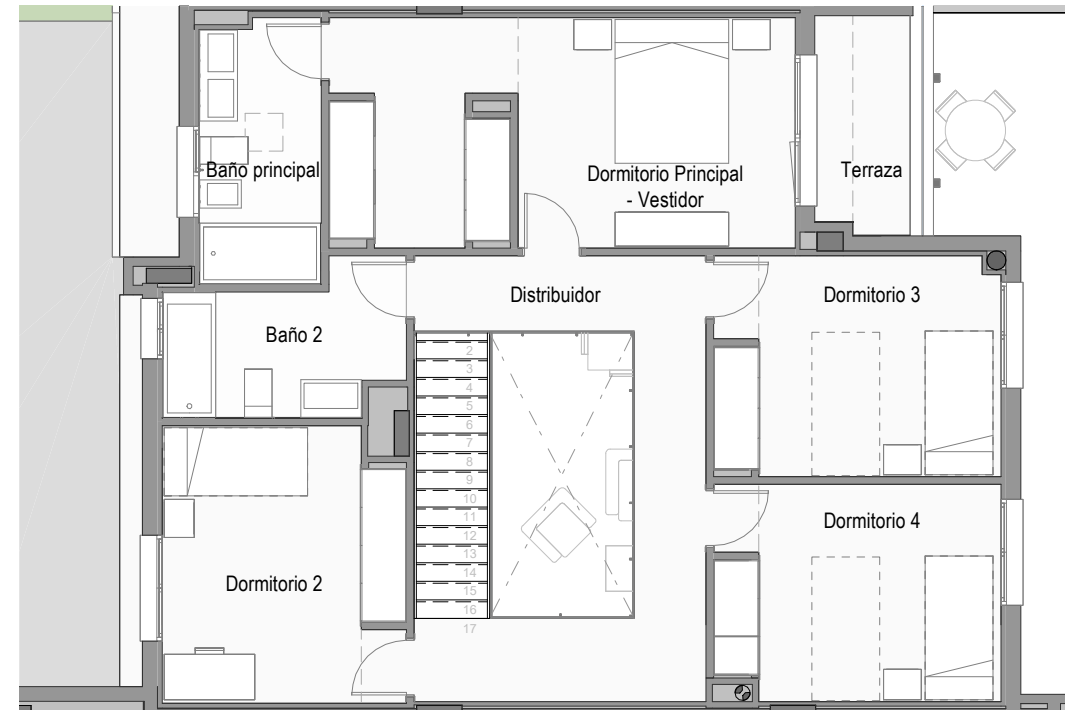 Baño principal
Dormitorio Principal
- Vestidor
Terraza
Distribuidor
Dormitorio 3
Baño 2
2
3
4
5
6
7
8
9
10
11
12
13
14
15
16
17
Dormitorio 4
Dormitorio 2